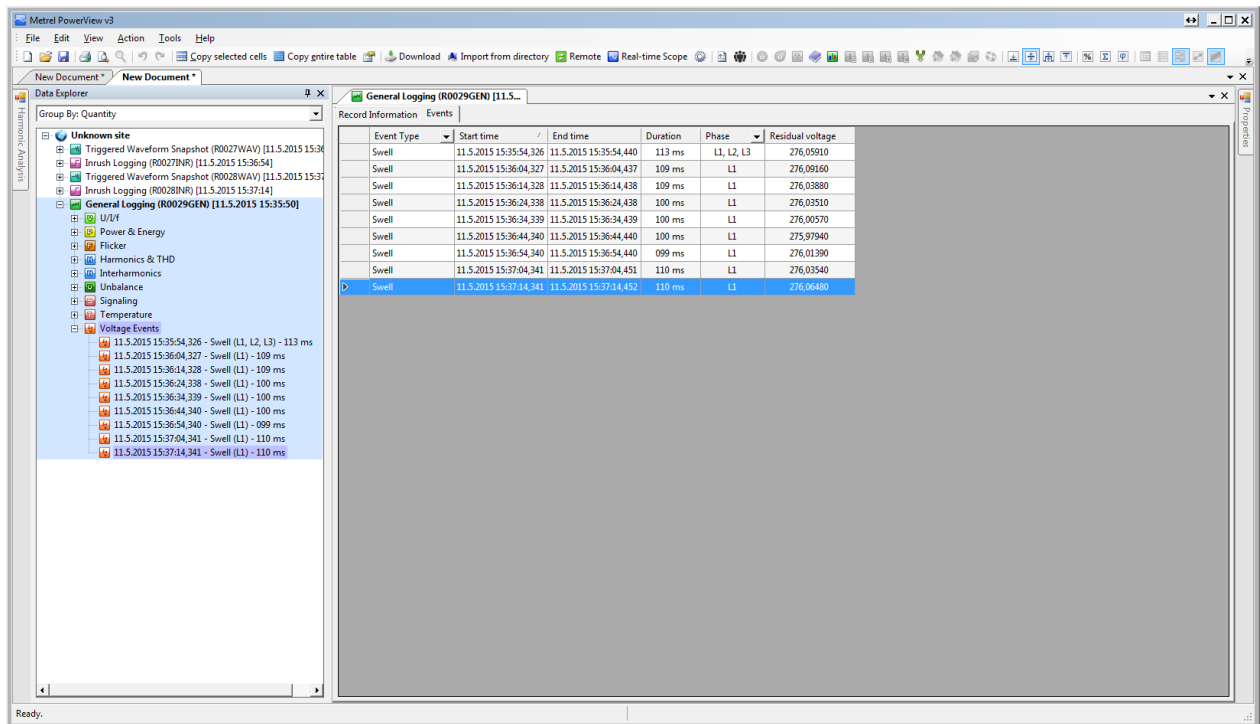 Metrel PowerView v3
File Edit View Action Tools Help
Copy selected cells Copy entire table Download Import from directory Remote Real-time Scope
New Document * New Document *
Data Explorer
Group By: Quantity
Unknown site
Triggered Waveform Snapshot (R0027WAV) [11.5.2015 15:36
Inrush Logging (R0027INR) [11.5.2015 15:36:54]
Triggered Waveform Snapshot (R0028WAV) [11.5.2015 15:37
Inrush Logging (R0028INR) [11.5.2015 15:37:14]
General Logging (R0029GEN) [11.5.2015 15:35:50]
U/I/f
Power & Energy
Flicker
Harmonics & THD
Interharmonics
Unbalance
Signaling
Temperature
Voltage Events
11.5.2015 15:35:54,326 - Swell (L1, L2, L3) - 113 ms
11.5.2015 15:36:04,327 - Swell (L1) - 109 ms
11.5.2015 15:36:14,328 - Swell (L1) - 109 ms
11.5.2015 15:36:24,338 - Swell (L1) - 100 ms
11.5.2015 15:36:34,339 - Swell (L1) - 100 ms
11.5.2015 15:36:44,340 - Swell (L1) - 100 ms
11.5.2015 15:36:54,340 - Swell (L1) - 099 ms
11.5.2015 15:37:04,341 - Swell (L1) - 110 ms
11.5.2015 15:37:14,341 - Swell (L1) - 110 ms
Harmonic Analysis
General Logging (R0029GEN) [11.5...
Record Information Events
Event Type Start time End time Duration Phase Residual voltage
Swell 11.5.2015 15:35:54,326 11.5.2015 15:35:54,440 113 ms L1, L2, L3 276,05910
Swell 11.5.2015 15:36:04,327 11.5.2015 15:36:04,437 109 ms L1 276,09160
Swell 11.5.2015 15:36:14,328 11.5.2015 15:36:14,438 109 ms L1 276,03880
Swell 11.5.2015 15:36:24,338 11.5.2015 15:36:24,438 100 ms L1 276,03510
Swell 11.5.2015 15:36:34,339 11.5.2015 15:36:34,439 100 ms L1 276,00570
Swell 11.5.2015 15:36:44,340 11.5.2015 15:36:44,440 100 ms L1 275,97940
Swell 11.5.2015 15:36:54,340 11.5.2015 15:36:54,440 099 ms L1 276,01390
Swell 11.5.2015 15:37:04,341 11.5.2015 15:37:04,451 110 ms L1 276,03540
Swell 11.5.2015 15:37:14,341 11.5.2015 15:37:14,452 110 ms L1 276,06480
Properties
Ready.